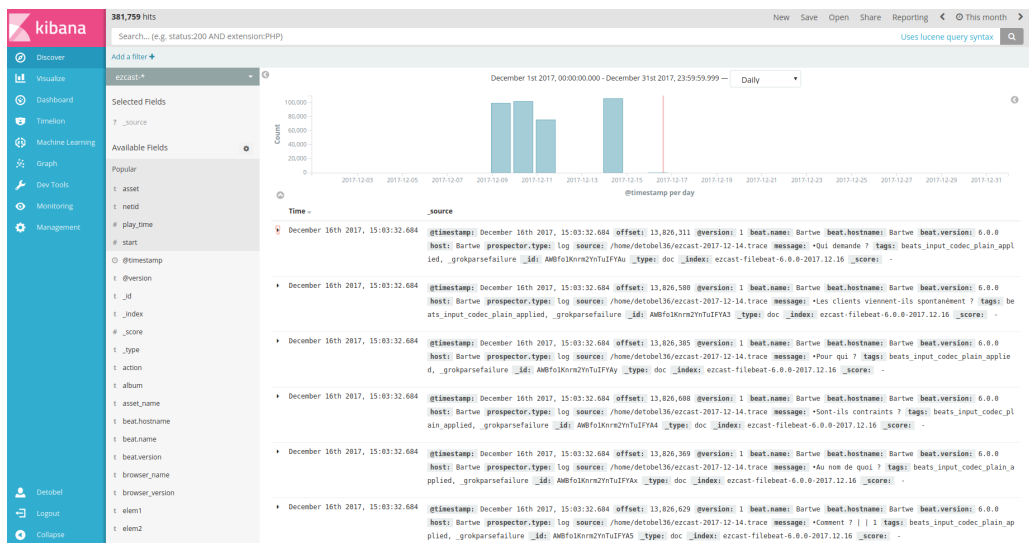 kibana
Discover
Visualize
Dashboard
Timelion
Machine Learning
Graph
Dev Tools
Monitoring
Management
Detobel
Logout
Collapse
381,759 hits
New Save Open Share Reporting This month
Search... (e.g. status:200 AND extension:PHP)
Uses lucene query syntax
Add a filter +
ezcast-*
Selected Fields
? _source
Available Fields
Popular
t asset
t netid
# play_time
# start
@timestamp
t @version
t _id
t _index
# _score
t _type
t action
t album
t asset_name
t beat.hostname
t beat.name
t beat.version
t browser_name
t browser_version
t elem1
t elem2
December 1st 2017, 00:00:00.000 - December 31st 2017, 23:59:59.999 — Daily
Count
100,000
80,000
60,000
40,000
20,000
0
2017-12-03 2017-12-05 2017-12-07 2017-12-09 2017-12-11 2017-12-13 2017-12-15 2017-12-17 2017-12-19 2017-12-21 2017-12-23 2017-12-25 2017-12-27 2017-12-29 2017-12-31
@timestamp per day
Time _source
December 16th 2017, 15:03:32.684 @timestamp: December 16th 2017, 15:03:32.684 offset: 13,826,311 @version: 1 beat.name: Bartwe beat.hostname: Bartwe beat.version: 6.0.0
host: Bartwe prospector.type: log source: /home/detobel36/ezcast-2017-12-14.trace message: •Qui demande ? tags: beats_input_codec_plain_appl
ied, _grokparsefailure _id: AWBfo1Knrm2YnTuIFYAu _type: doc _index: ezcast-filebeat-6.0.0-2017.12.16 _score: -
December 16th 2017, 15:03:32.684 @timestamp: December 16th 2017, 15:03:32.684 offset: 13,826,580 @version: 1 beat.name: Bartwe beat.hostname: Bartwe beat.version: 6.0.0
host: Bartwe prospector.type: log source: /home/detobel36/ezcast-2017-12-14.trace message: •Les clients viennent-ils spontanément ? tags: be
ats_input_codec_plain_applied, _grokparsefailure _id: AWBfo1Knrm2YnTuIFYA3 _type: doc _index: ezcast-filebeat-6.0.0-2017.12.16 _score: -
December 16th 2017, 15:03:32.684 @timestamp: December 16th 2017, 15:03:32.684 offset: 13,826,385 @version: 1 beat.name: Bartwe beat.hostname: Bartwe beat.version: 6.0.0
host: Bartwe prospector.type: log source: /home/detobel36/ezcast-2017-12-14.trace message: •Pour qui ? tags: beats_input_codec_plain_applie
d, _grokparsefailure _id: AWBfo1Knrm2YnTuIFYAy _type: doc _index: ezcast-filebeat-6.0.0-2017.12.16 _score: -
December 16th 2017, 15:03:32.684 @timestamp: December 16th 2017, 15:03:32.684 offset: 13,826,608 @version: 1 beat.name: Bartwe beat.hostname: Bartwe beat.version: 6.0.0
host: Bartwe prospector.type: log source: /home/detobel36/ezcast-2017-12-14.trace message: •Sont-ils contraints ? tags: beats_input_codec_pl
ain_applied, _grokparsefailure _id: AWBfo1Knrm2YnTuIFYA4 _type: doc _index: ezcast-filebeat-6.0.0-2017.12.16 _score: -
December 16th 2017, 15:03:32.684 @timestamp: December 16th 2017, 15:03:32.684 offset: 13,826,369 @version: 1 beat.name: Bartwe beat.hostname: Bartwe beat.version: 6.0.0
host: Bartwe prospector.type: log source: /home/detobel36/ezcast-2017-12-14.trace message: •Au nom de quoi ? tags: beats_input_codec_plain_a
pplied, _grokparsefailure _id: AWBfo1Knrm2YnTuIFYAx _type: doc _index: ezcast-filebeat-6.0.0-2017.12.16 _score: -
December 16th 2017, 15:03:32.684 @timestamp: December 16th 2017, 15:03:32.684 offset: 13,826,629 @version: 1 beat.name: Bartwe beat.hostname: Bartwe beat.version: 6.0.0
host: Bartwe prospector.type: log source: /home/detobel36/ezcast-2017-12-14.trace message: •Comment ? | | 1 tags: beats_input_codec_plain_ap
plied, _grokparsefailure _id: AWBfo1Knrm2YnTuIFYA5 _type: doc _index: ezcast-filebeat-6.0.0-2017.12.16 _score: -